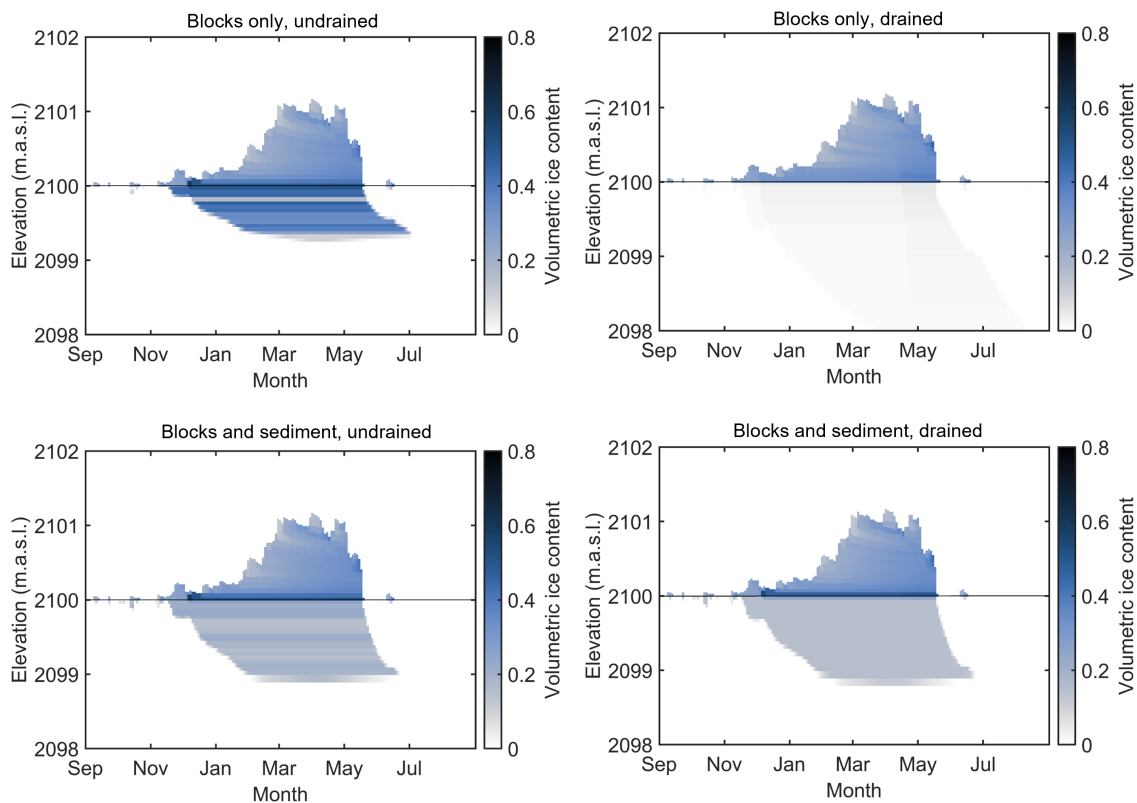 Blocks only, undrained
2102
2101
2100
2099
2098
Elevation (m.a.s.l.)
Sep Nov Jan Mar May Jul
Month
0.8
0.6
0.4
0.2
0
Volumetric ice content
Blocks only, drained
2102
2101
2100
2099
2098
Elevation (m.a.s.l.)
Sep Nov Jan Mar May Jul
Month
0.8
0.6
0.4
0.2
0
Volumetric ice content
Blocks and sediment, undrained
2102
2101
2100
2099
2098
Elevation (m.a.s.l.)
Sep Nov Jan Mar May Jul
Month
0.8
0.6
0.4
0.2
0
Volumetric ice content
Blocks and sediment, drained
2102
2101
2100
2099
2098
Elevation (m.a.s.l.)
Sep Nov Jan Mar May Jul
Month
0.8
0.6
0.4
0.2
0
Volumetric ice content